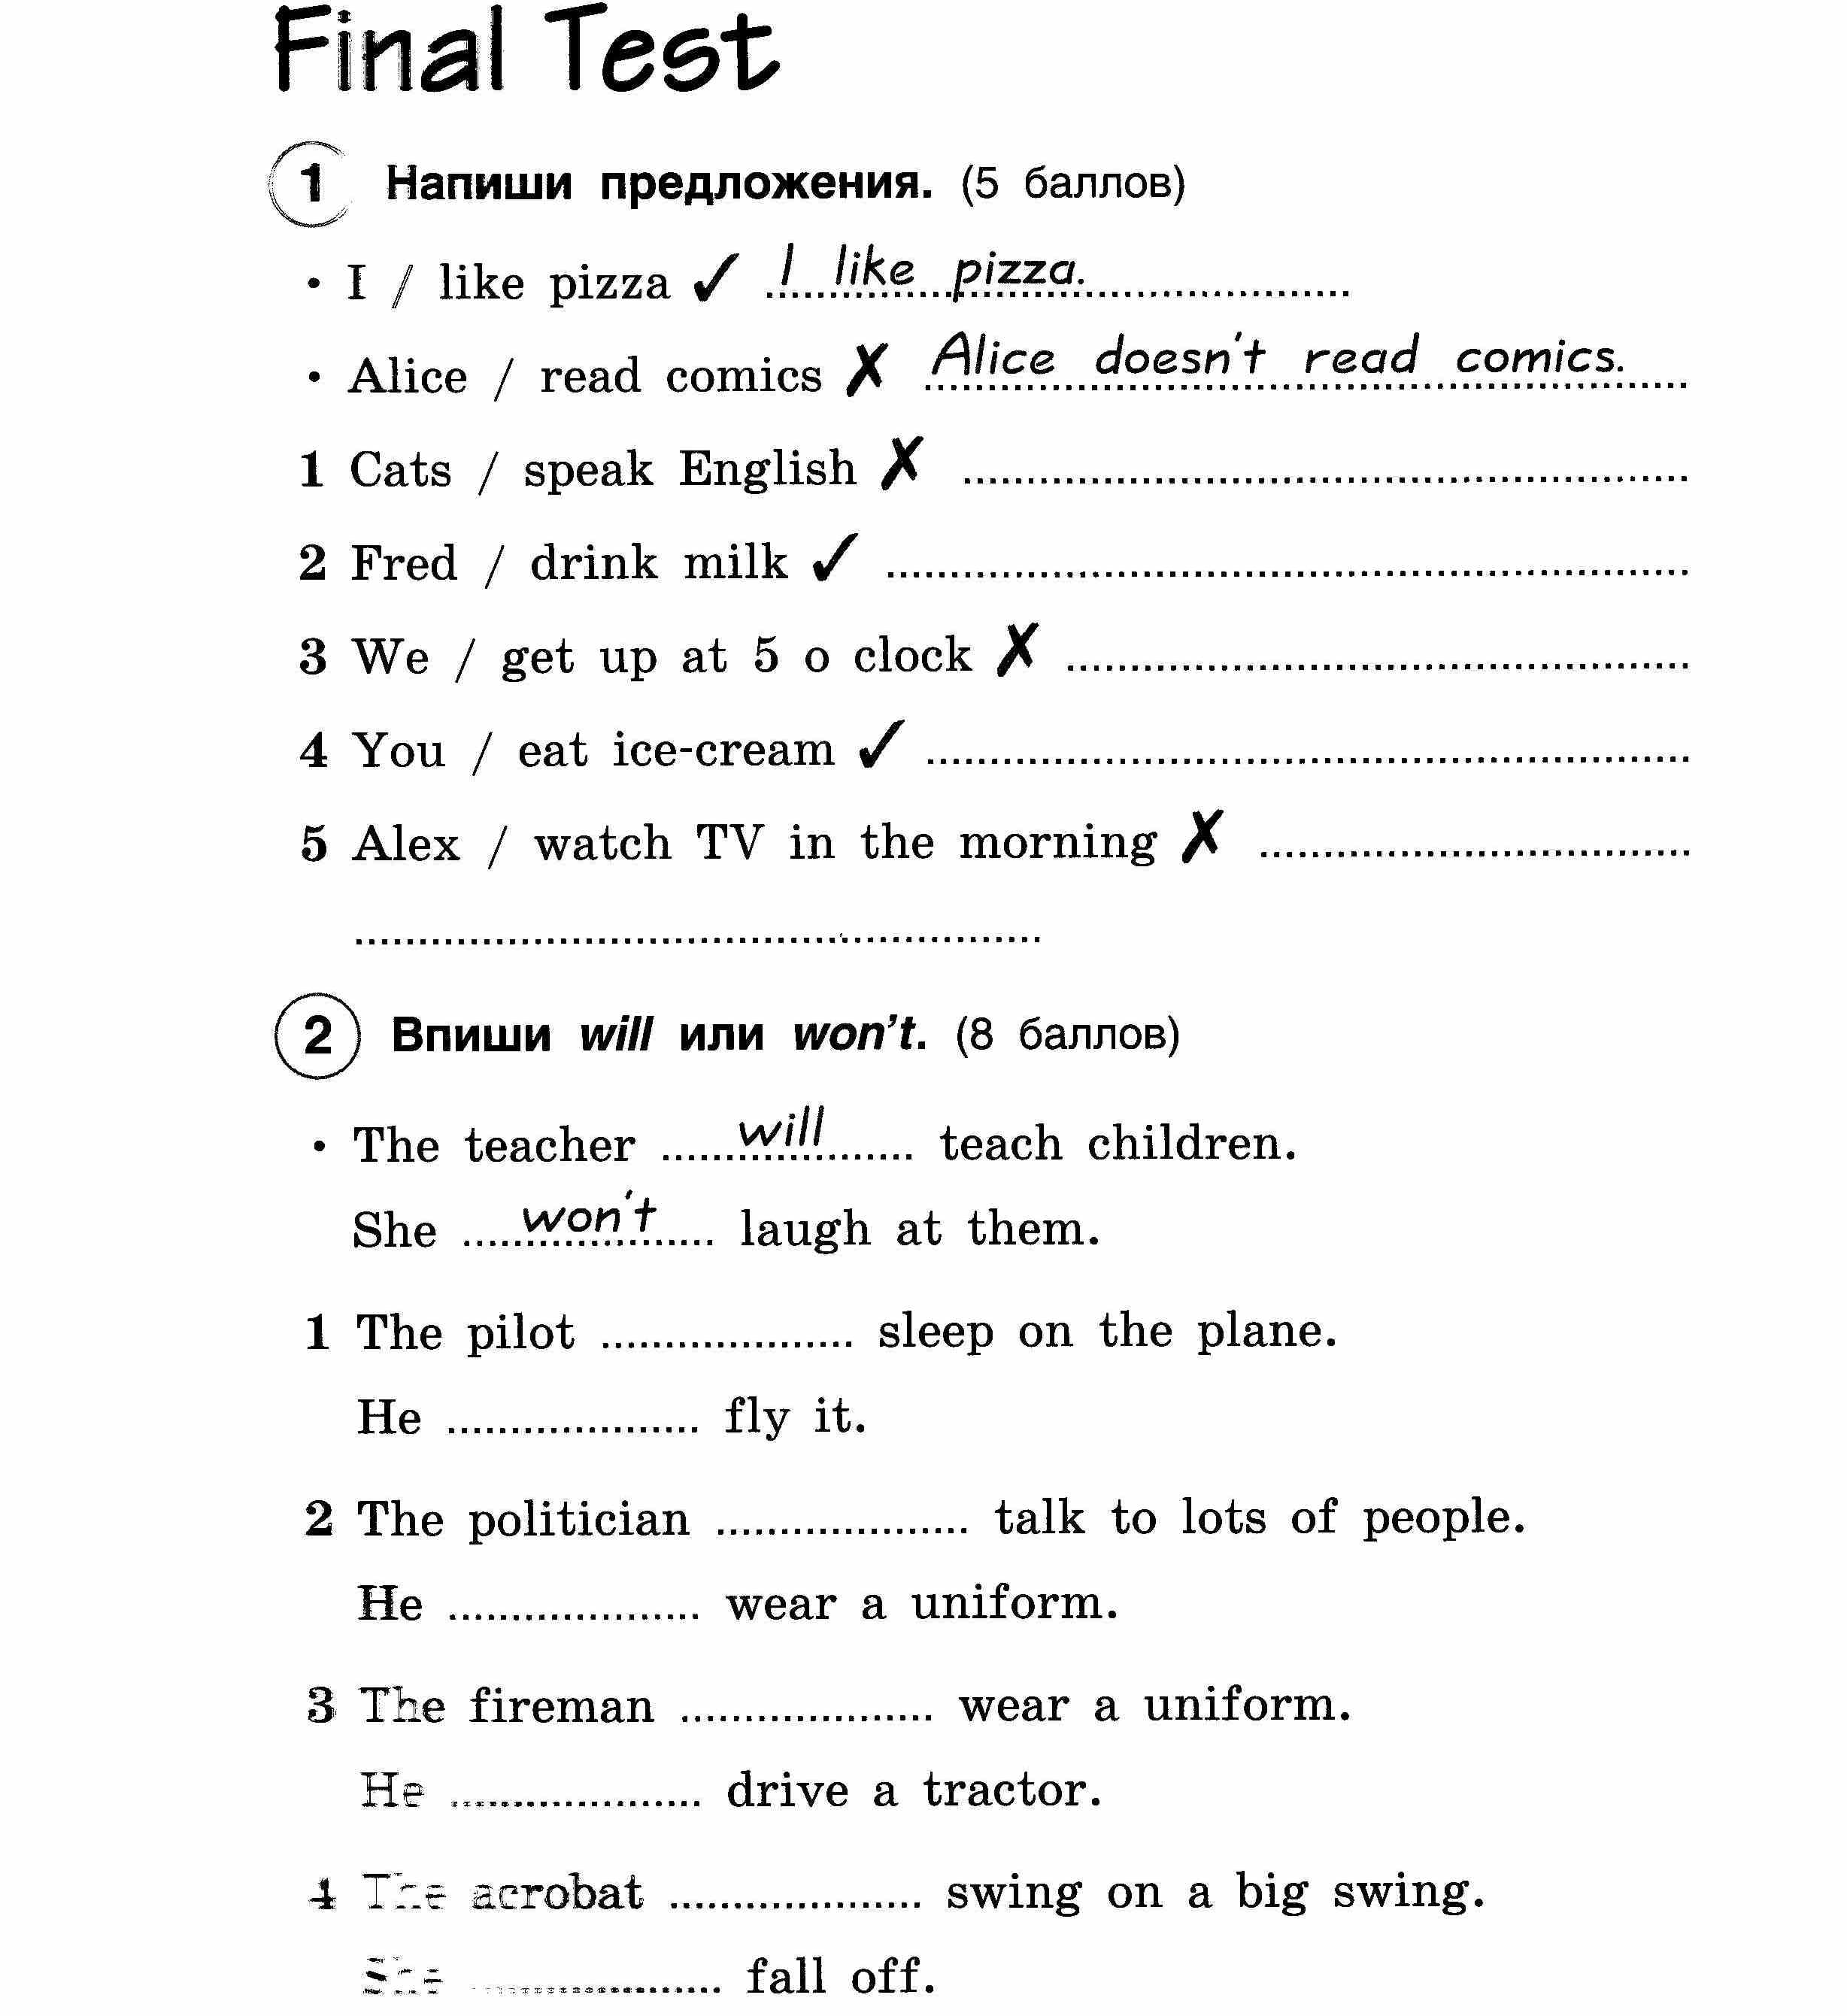 Final Test
1 Напиши предложения. (5 баллов)
• I / like pizza ✓ I like pizza.
• Alice / read comics ✗ Alice doesn't read comics.
1 Cats / speak English ✗ ........................................
2 Fred / drink milk ✓ ........................................
3 We / get up at 5 o clock ✗ ........................................
4 You / eat ice-cream ✓ ........................................
5 Alex / watch TV in the morning ✗ ........................................
........................................
2 Впиши will или won't. (8 баллов)
• The teacher will teach children.
She won't laugh at them.
1 The pilot .................... sleep on the plane.
He .................... fly it.
2 The politician .................... talk to lots of people.
He .................... wear a uniform.
3 The fireman .................... wear a uniform.
He .................... drive a tractor.
4 The acrobat .................... swing on a big swing.
She .................... fall off.